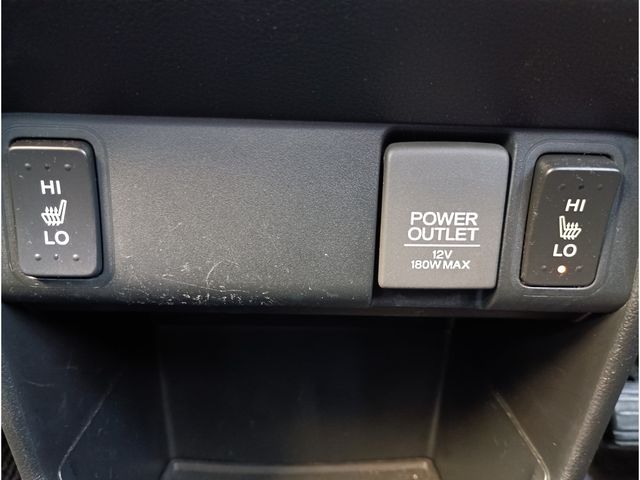 HI
LO
POWER
OUTLET
12V
180W MAX
HI
LO